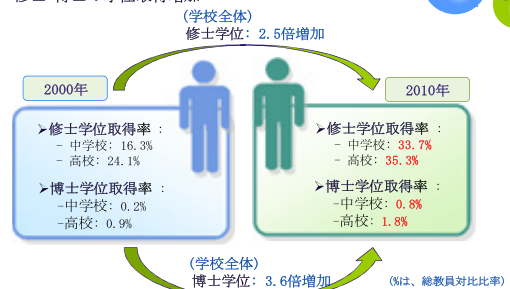 (学校全体)
修士学位: 2.5倍増加
2000年
2010年
➤修士学位取得率 :
- 中学校: 16.3%
- 高校: 24.1%
➤博士学位取得率 :
-中学校: 0.2%
-高校: 0.9%
➤修士学位取得率 :
- 中学校: 33.7%
- 高校: 35.3%
➤博士学位取得率 :
-中学校: 0.8%
-高校: 1.8%
(学校全体)
博士学位: 3.6倍増加
(%は、総教員対比比率)